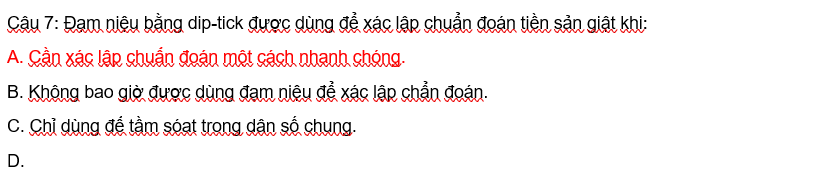 Câu 7: Đạm niệu bằng dip-tick được dùng để xác lập chuẩn đoán tiền sản giật khi:
A. Cần xác lập chuẩn đoán một cách nhanh chóng.
B. Không bao giờ được dùng đạm niệu để xác lập chẩn đoán.
C. Chỉ dùng để tầm sóat trong dân số chung.
D.